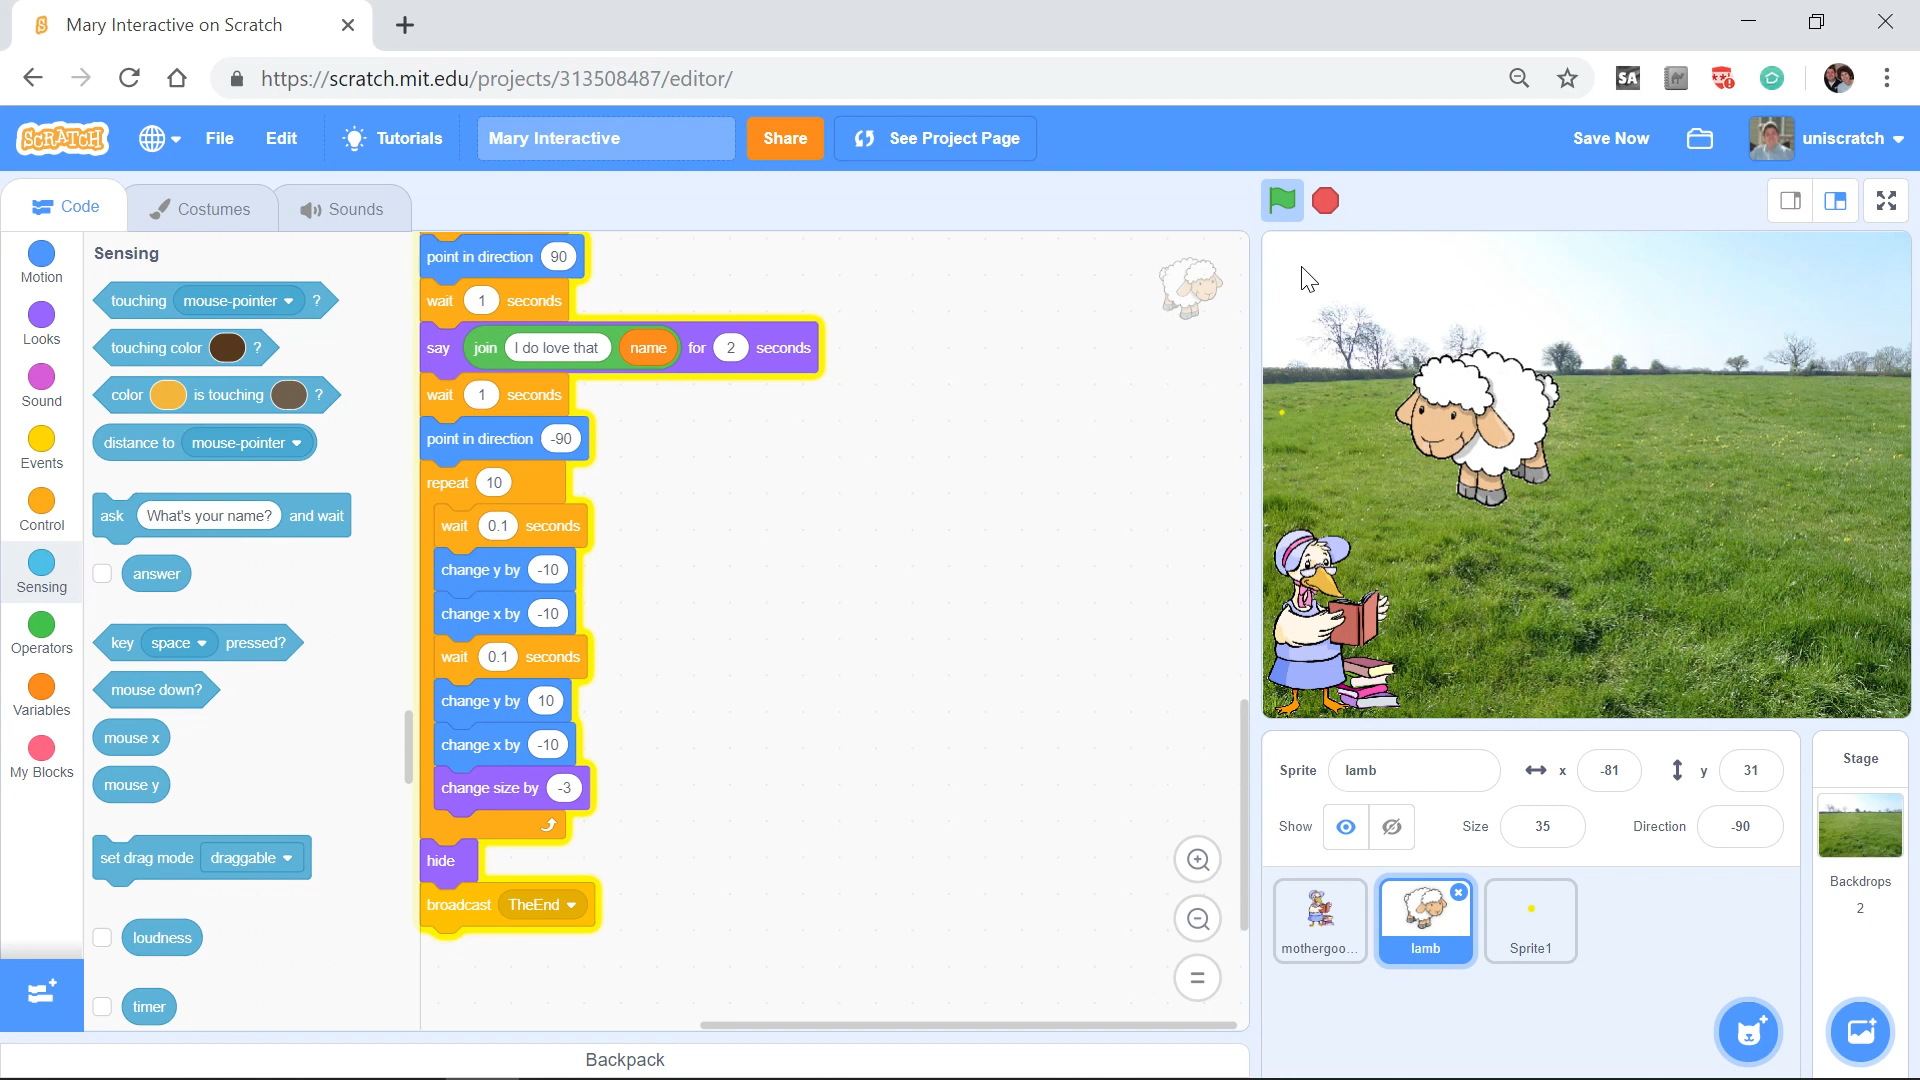 Mary Interactive on Scratch
https://scratch.mit.edu/projects/313508487/editor/
SA
SCRATCH
File
Edit
Tutorials
Mary Interactive
Share
See Project Page
Save Now
uniscratch
Code
Costumes
Sounds
Motion
Looks
Sound
Events
Control
Sensing
Operators
Variables
My Blocks
Sensing
touching mouse-pointer ?
touching color ?
color is touching ?
distance to mouse-pointer
ask What's your name? and wait
answer
key space pressed?
mouse down?
mouse x
mouse y
set drag mode draggable
loudness
timer
point in direction 90
wait 1 seconds
say join I do love that name for 2 seconds
wait 1 seconds
point in direction -90
repeat 10
wait 0.1 seconds
change y by -10
change x by -10
wait 0.1 seconds
change y by 10
change x by -10
change size by -3
hide
broadcast TheEnd
Backpack
Sprite lamb x -81 y 31
Show Size 35 Direction -90
mothergoo...
lamb
Sprite1
Stage
Backdrops
2